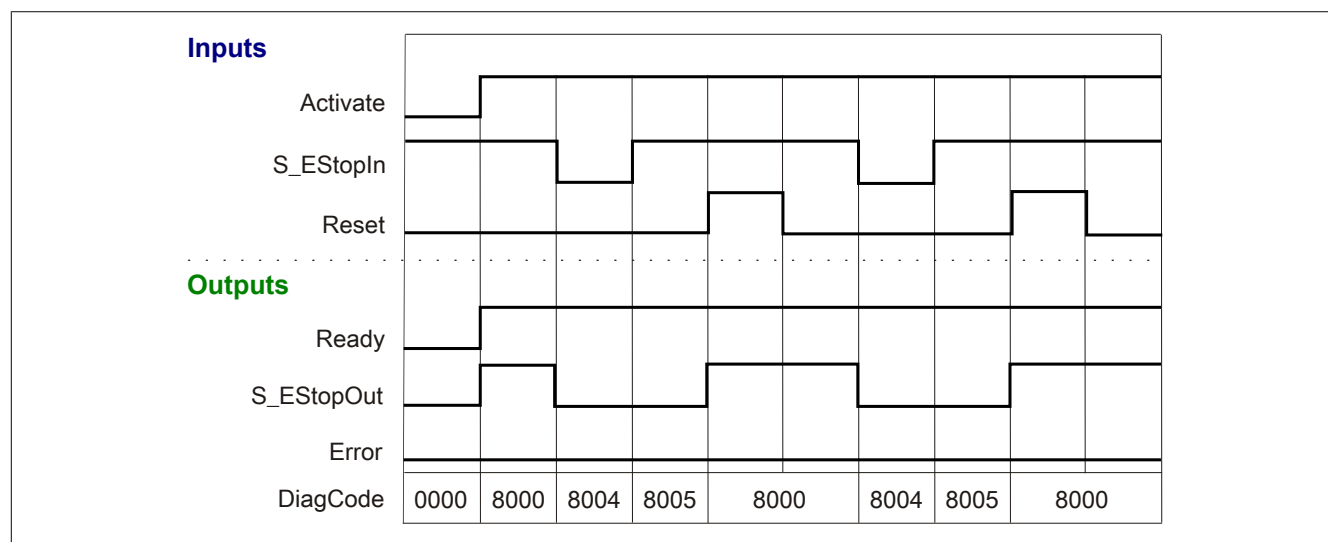 Inputs
Activate
S_EStopIn
Reset
Outputs
Ready
S_EStopOut
Error
DiagCode 0000 8000 8004 8005 8000 8004 8005 8000